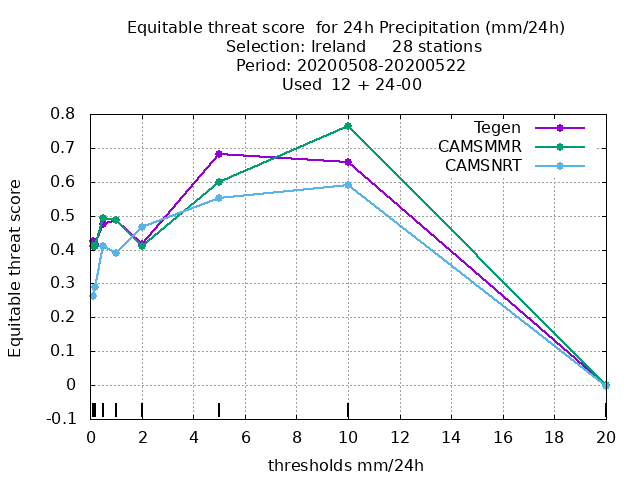 Equitable threat score  for 24h Precipitation (mm/24h)
Selection: Ireland     28 stations
Period: 20200508-20200522
Used  12 + 24-00
Tegen
CAMSMMR
CAMSNRT
Equitable threat score
0.8
0.7
0.6
0.5
0.4
0.3
0.2
0.1
0
-0.1
0 2 4 6 8 10 12 14 16 18 20
thresholds mm/24h